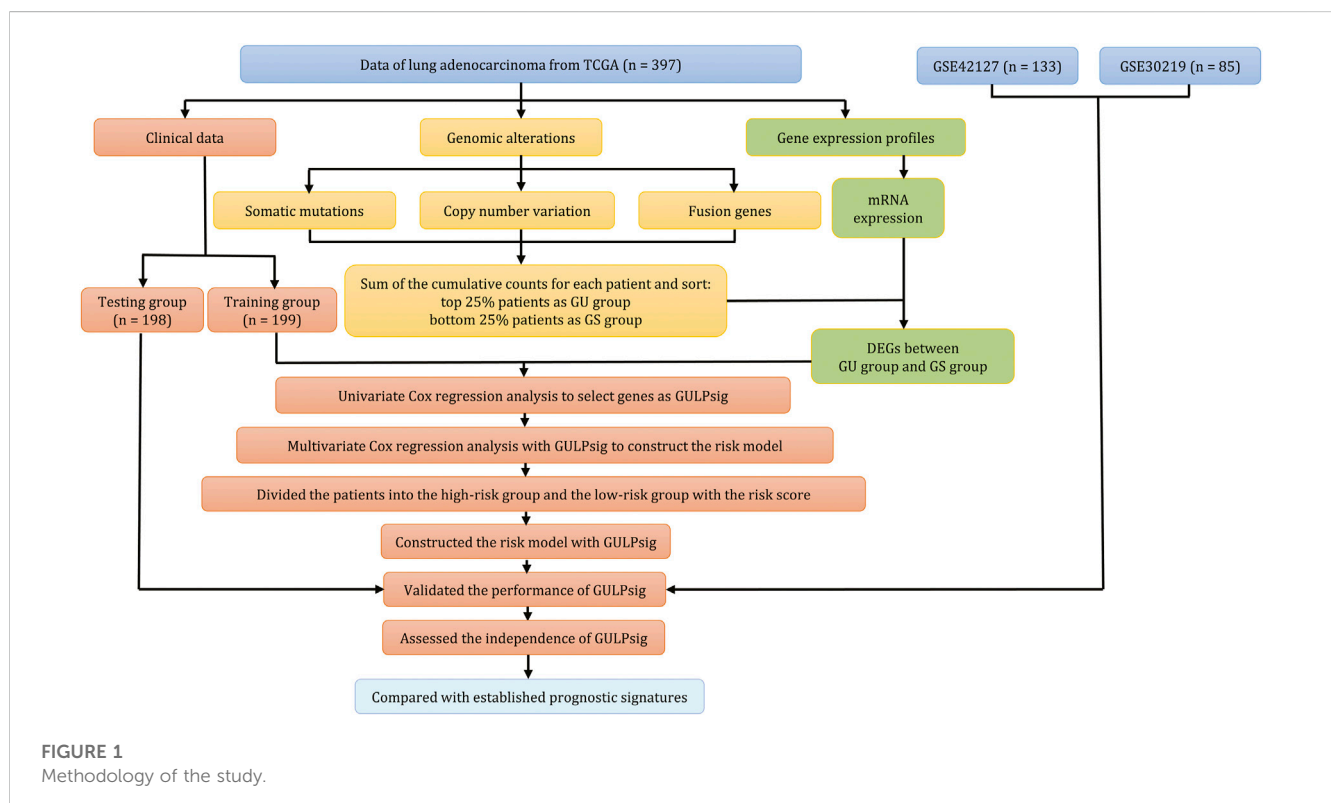 Data of lung adenocarcinoma from TCGA (n = 397)
GSE42127 (n = 133)
GSE30219 (n = 85)
Clinical data
Genomic alterations
Gene expression profiles
Somatic mutations
Copy number variation
Fusion genes
mRNA
expression
Testing group
(n = 198)
Training group
(n = 199)
Sum of the cumulative counts for each patient and sort:
top 25% patients as GU group
bottom 25% patients as GS group
DEGs between
GU group and GS group
Univariate Cox regression analysis to select genes as GULPsig
Multivariate Cox regression analysis with GULPsig to construct the risk model
Divided the patients into the high-risk group and the low-risk group with the risk score
Constructed the risk model with GULPsig
Validated the performance of GULPsig
Assessed the independence of GULPsig
Compared with established prognostic signatures
FIGURE 1
Methodology of the study.